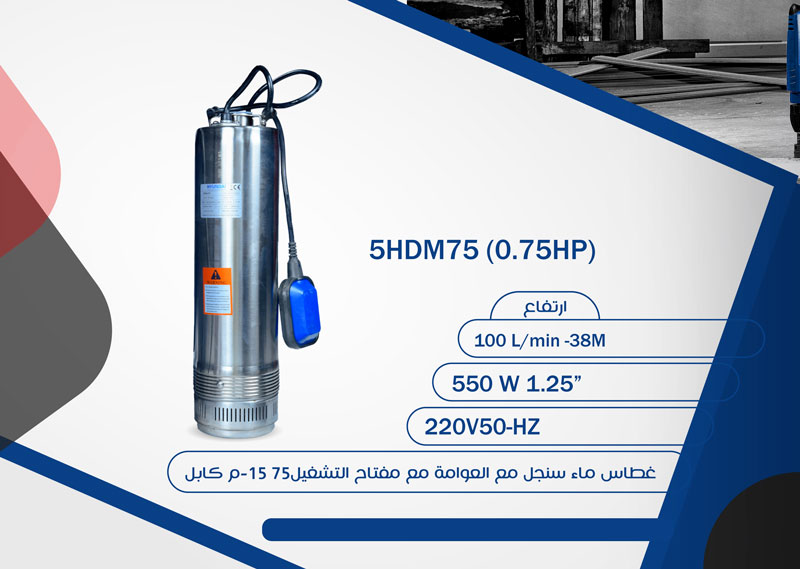 5HDM75 (0.75HP)
ارتفاع
100 L/min -38M
550 W 1.25”
220V50-HZ
غطاس ماء سنجل مع العوامة مع مفتاح التشغيل75 15-م كابل